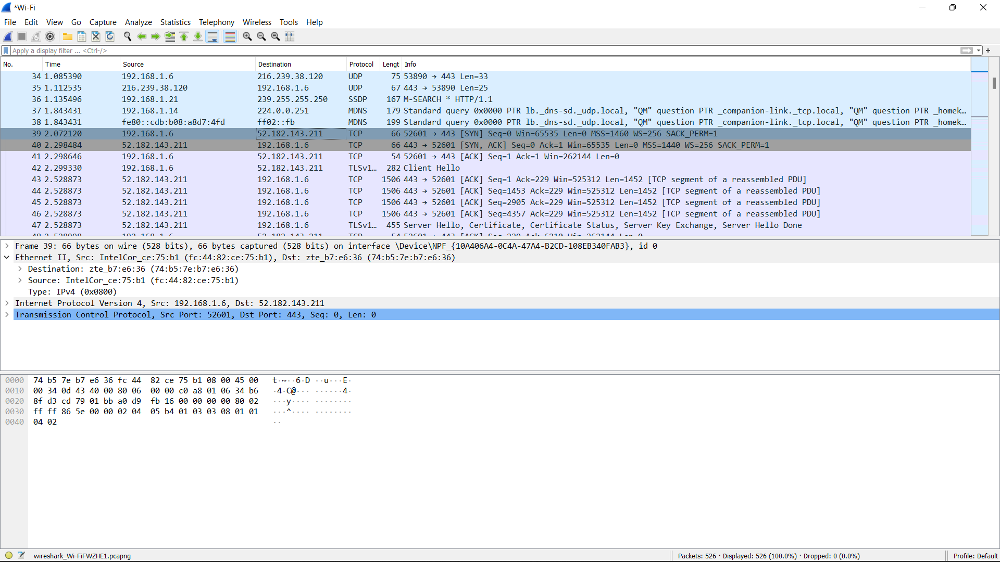 *Wi-Fi
File Edit View Go Capture Analyze Statistics Telephony Wireless Tools Help
Apply a display filter ... <Ctrl-/>
No. Time Source Destination Protocol Lengt Info
34 1.085390 192.168.1.6 216.239.38.120 UDP 75 53890 → 443 Len=33
35 1.112535 216.239.38.120 192.168.1.6 UDP 67 443 → 53890 Len=25
36 1.135496 192.168.1.21 239.255.255.250 SSDP 167 M-SEARCH * HTTP/1.1
37 1.843431 192.168.1.14 224.0.0.251 MDNS 179 Standard query 0x0000 PTR lb._dns-sd._udp.local, "QM" question PTR _companion-link._tcp.local, "QM" question PTR _homek…
38 1.843431 fe80::cdb:b08:a8d7:4fd ff02::fb MDNS 199 Standard query 0x0000 PTR lb._dns-sd._udp.local, "QM" question PTR _companion-link._tcp.local, "QM" question PTR _homek…
39 2.072120 192.168.1.6 52.182.143.211 TCP 66 52601 → 443 [SYN] Seq=0 Win=65535 Len=0 MSS=1460 WS=256 SACK_PERM=1
40 2.298484 52.182.143.211 192.168.1.6 TCP 66 443 → 52601 [SYN, ACK] Seq=0 Ack=1 Win=65535 Len=0 MSS=1440 WS=256 SACK_PERM=1
41 2.298646 192.168.1.6 52.182.143.211 TCP 54 52601 → 443 [ACK] Seq=1 Ack=1 Win=262144 Len=0
42 2.299330 192.168.1.6 52.182.143.211 TLSv1… 282 Client Hello
43 2.528873 52.182.143.211 192.168.1.6 TCP 1506 443 → 52601 [ACK] Seq=1 Ack=229 Win=525312 Len=1452 [TCP segment of a reassembled PDU]
44 2.528873 52.182.143.211 192.168.1.6 TCP 1506 443 → 52601 [ACK] Seq=1453 Ack=229 Win=525312 Len=1452 [TCP segment of a reassembled PDU]
45 2.528873 52.182.143.211 192.168.1.6 TCP 1506 443 → 52601 [ACK] Seq=2905 Ack=229 Win=525312 Len=1452 [TCP segment of a reassembled PDU]
46 2.528873 52.182.143.211 192.168.1.6 TCP 1506 443 → 52601 [ACK] Seq=4357 Ack=229 Win=525312 Len=1452 [TCP segment of a reassembled PDU]
47 2.528873 52.182.143.211 192.168.1.6 TLSv1… 455 Server Hello, Certificate, Certificate Status, Server Key Exchange, Server Hello Done
Frame 39: 66 bytes on wire (528 bits), 66 bytes captured (528 bits) on interface \Device\NPF_{10A406A4-0C4A-47A4-B2CD-108EB340FAB3}, id 0
Ethernet II, Src: IntelCor_ce:75:b1 (fc:44:82:ce:75:b1), Dst: zte_b7:e6:36 (74:b5:7e:b7:e6:36)
Destination: zte_b7:e6:36 (74:b5:7e:b7:e6:36)
Source: IntelCor_ce:75:b1 (fc:44:82:ce:75:b1)
Type: IPv4 (0x0800)
Internet Protocol Version 4, Src: 192.168.1.6, Dst: 52.182.143.211
Transmission Control Protocol, Src Port: 52601, Dst Port: 443, Seq: 0, Len: 0
0000 74 b5 7e b7 e6 36 fc 44 82 ce 75 b1 08 00 45 00 t·~··6·D ··u···E·
0010 00 34 0d 43 40 00 80 06 00 00 c0 a8 01 06 34 b6 ·4·C@··· ······4·
0020 8f d3 cd 79 01 bb a0 d9 fb 16 00 00 00 00 80 02 ···y···· ········
0030 ff ff 86 5e 00 00 02 04 05 b4 01 03 03 08 01 01 ···^···· ········
0040 04 02 ··
wireshark_Wi-FiFWZHE1.pcapng
Packets: 526 · Displayed: 526 (100.0%) · Dropped: 0 (0.0%)
Profile: Default